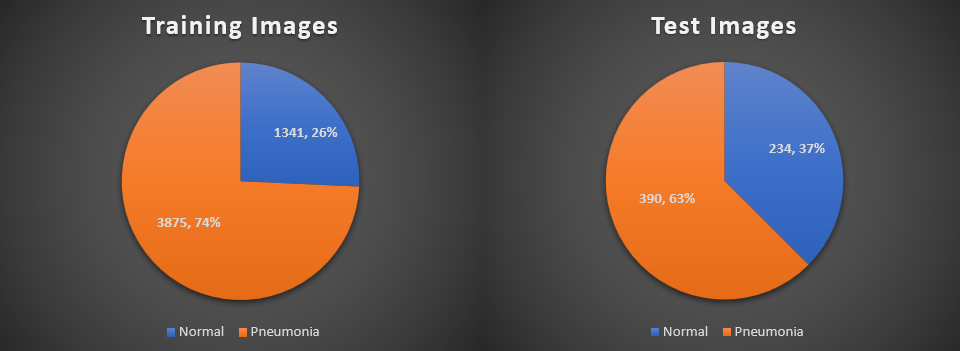 Training Images
1341, 26%
3875, 74%
Normal Pneumonia
Test Images
234, 37%
390, 63%
Normal Pneumonia